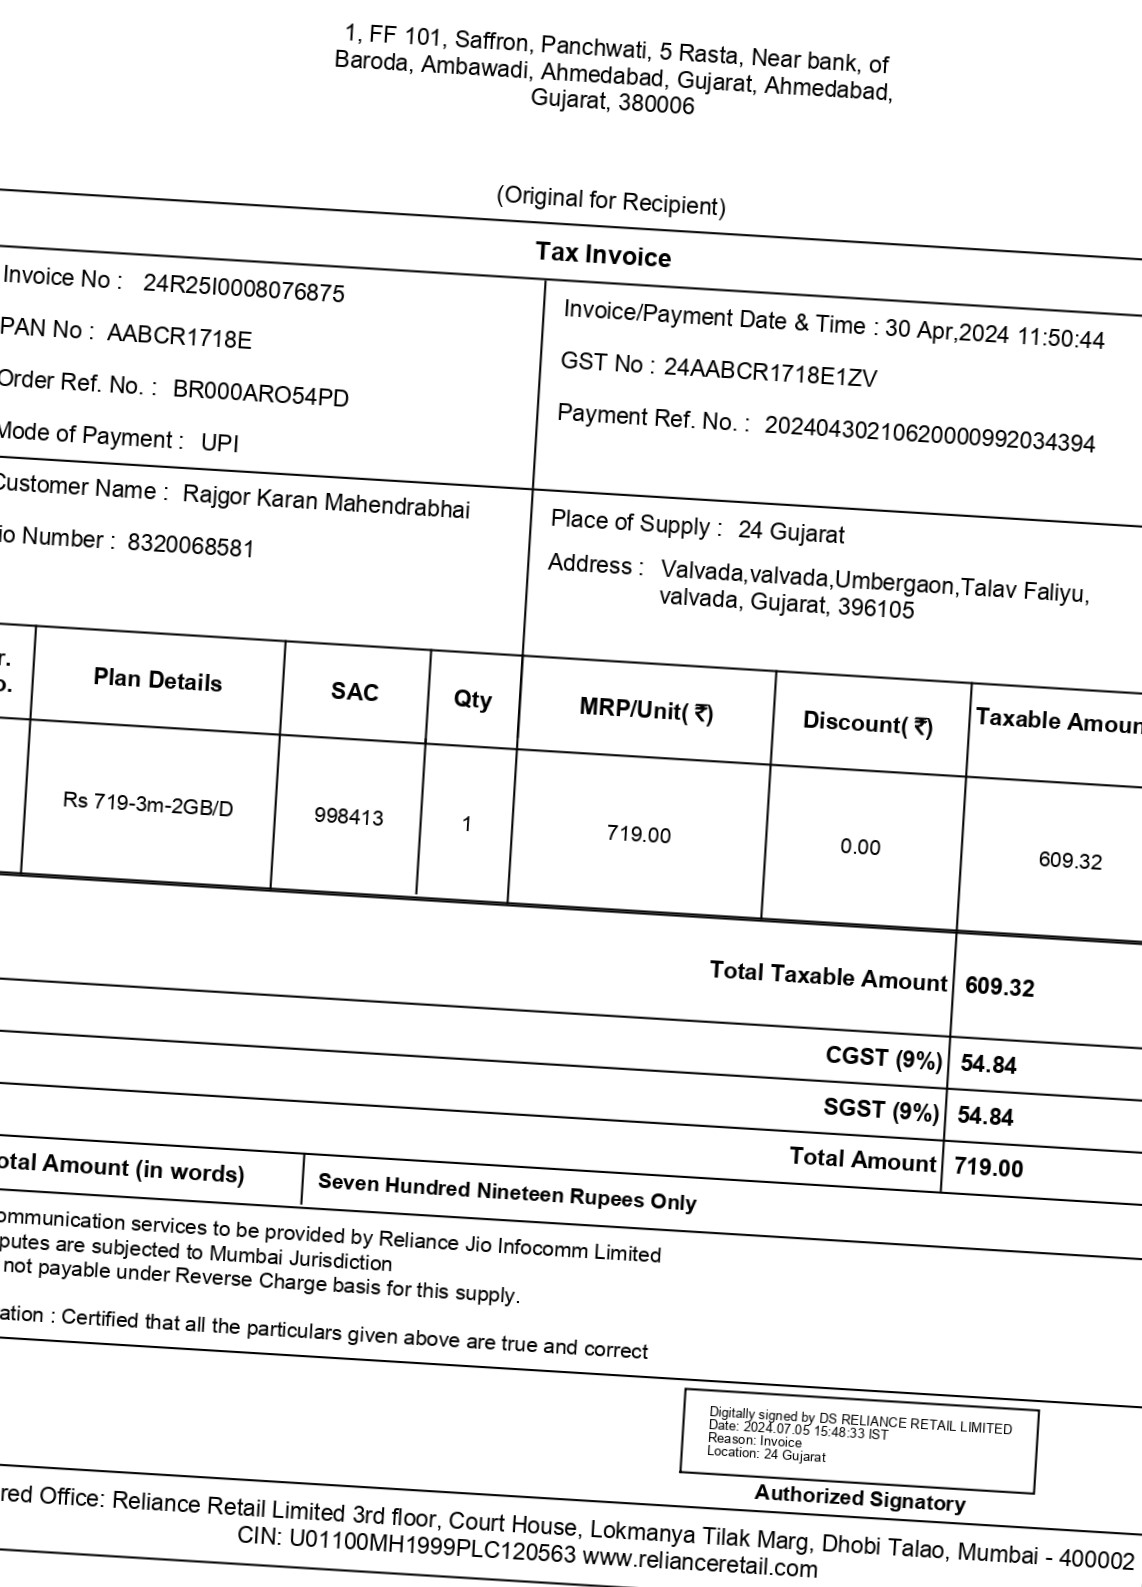 1, FF 101, Saffron, Panchwati, 5 Rasta, Near bank, of
Baroda, Ambawadi, Ahmedabad, Gujarat, Ahmedabad,
Gujarat, 380006
(Original for Recipient)
Tax Invoice
Invoice No : 24R25I0008076875
Invoice/Payment Date & Time : 30 Apr,2024 11:50:44
PAN No : AABCR1718E
GST No : 24AABCR1718E1ZV
Order Ref. No. : BR000ARO54PD
Payment Ref. No. : 20240430210620000992034394
Mode of Payment : UPI
Customer Name : Rajgor Karan Mahendrabhai
Place of Supply : 24 Gujarat
io Number : 8320068581
Address : Valvada,valvada,Umbergaon,Talav Faliyu,
valvada, Gujarat, 396105
r.
o.
Plan Details SAC Qty MRP/Unit( ₹) Discount( ₹) Taxable Amoun
Rs 719-3m-2GB/D 998413 1 719.00 0.00 609.32
Total Taxable Amount 609.32
CGST (9%) 54.84
SGST (9%) 54.84
Total Amount 719.00
otal Amount (in words) Seven Hundred Nineteen Rupees Only
ommunication services to be provided by Reliance Jio Infocomm Limited
putes are subjected to Mumbai Jurisdiction
not payable under Reverse Charge basis for this supply.
ation : Certified that all the particulars given above are true and correct
Digitally signed by DS RELIANCE RETAIL LIMITED
Date: 2024.07.05 15:48:33 IST
Reason: Invoice
Location: 24 Gujarat
Authorized Signatory
red Office: Reliance Retail Limited 3rd floor, Court House, Lokmanya Tilak Marg, Dhobi Talao, Mumbai - 400002
CIN: U01100MH1999PLC120563 www.relianceretail.com